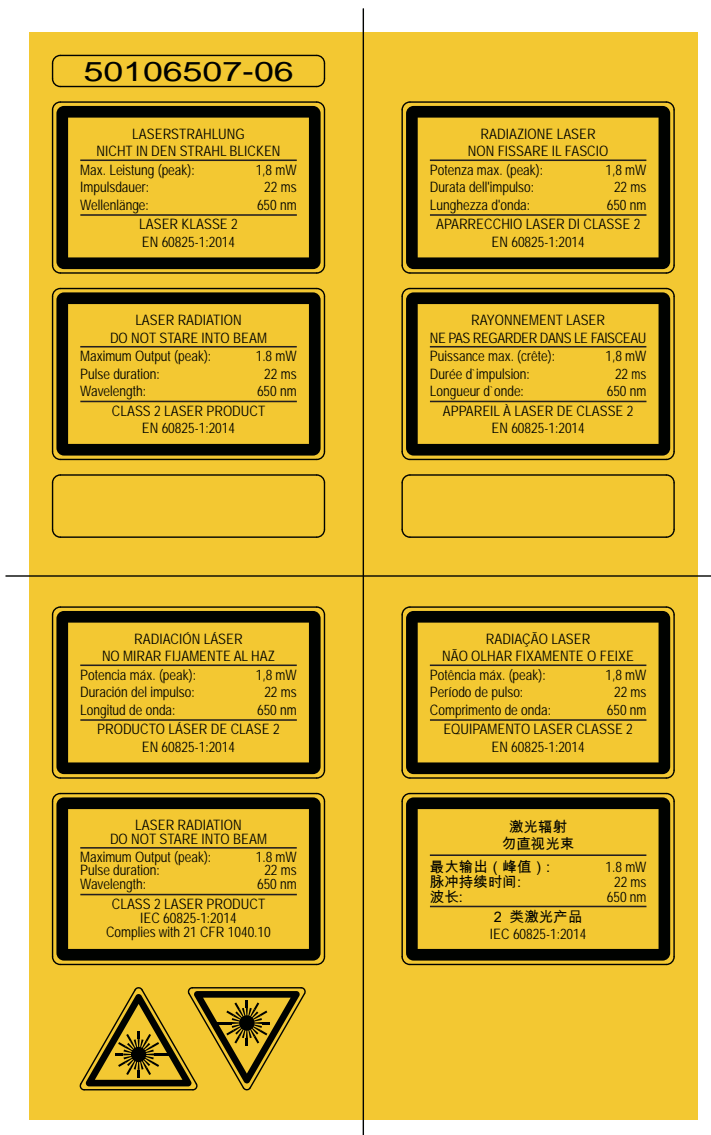 50106507-06
LASERSTRAHLUNG
NICHT IN DEN STRAHL BLICKEN
Max. Leistung (peak): 1,8 mW
Impulsdauer: 22 ms
Wellenlänge: 650 nm
LASER KLASSE 2
EN 60825-1:2014
RADIAZIONE LASER
NON FISSARE IL FASCIO
Potenza max. (peak): 1,8 mW
Durata dell'impulso: 22 ms
Lunghezza d'onda: 650 nm
APARRECCHIO LASER DI CLASSE 2
EN 60825-1:2014
LASER RADIATION
DO NOT STARE INTO BEAM
Maximum Output (peak): 1.8 mW
Pulse duration: 22 ms
Wavelength: 650 nm
CLASS 2 LASER PRODUCT
EN 60825-1:2014
RAYONNEMENT LASER
NE PAS REGARDER DANS LE FAISCEAU
Puissance max. (crête): 1,8 mW
Durée d`impulsion: 22 ms
Longueur d`onde: 650 nm
APPAREIL À LASER DE CLASSE 2
EN 60825-1:2014
RADIACIÓN LÁSER
NO MIRAR FIJAMENTE AL HAZ
Potencia máx. (peak): 1,8 mW
Duración del impulso: 22 ms
Longitud de onda: 650 nm
PRODUCTO LÁSER DE CLASE 2
EN 60825-1:2014
RADIAÇÃO LASER
NÃO OLHAR FIXAMENTE O FEIXE
Potência máx. (peak): 1,8 mW
Período de pulso: 22 ms
Comprimento de onda: 650 nm
EQUIPAMENTO LASER CLASSE 2
EN 60825-1:2014
LASER RADIATION
DO NOT STARE INTO BEAM
Maximum Output (peak): 1.8 mW
Pulse duration: 22 ms
Wavelength: 650 nm
CLASS 2 LASER PRODUCT
IEC 60825-1:2014
Complies with 21 CFR 1040.10
激光辐射
勿直视光束
最大输出（峰值）: 1.8 mW
脉冲持续时间: 22 ms
波长: 650 nm
2 类激光产品
IEC 60825-1:2014